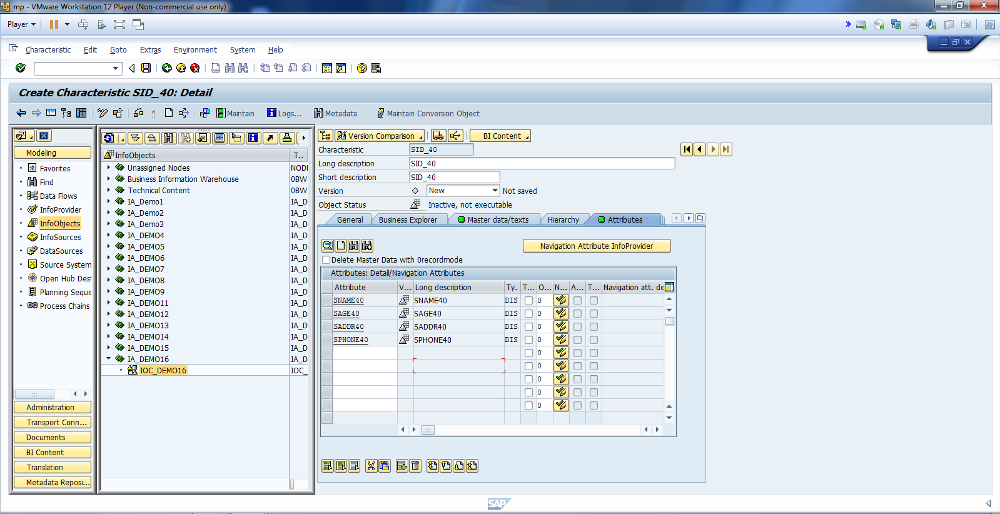 mp - VMware Workstation 12 Player (Non-commercial use only)
Player
Characteristic Edit Goto Extras Environment System Help
Create Characteristic SID_40: Detail
Maintain Logs... Metadata Maintain Conversion Object
Modeling
Favorites
Find
Data Flows
InfoProvider
InfoObjects
InfoSources
DataSources
Source System
Open Hub Dest
Planning Seque
Process Chains
Administration
Transport Conn...
Documents
BI Content
Translation
Metadata Reposi...
InfoObjects T..
Unassigned Nodes NODI
Business Information Warehouse 0BW
Technical Content 0BW
IA_Demo1 IA_D
IA_Demo2 IA_D
IA_Demo3 IA_D
IA_DEMO4 IA_D
IA_DEMO5 IA_D
IA_DEMO6 IA_D
IA_DEMO7 IA_D
IA_DEMO8 IA_D
IA_DEMO9 IA_D
IA_DEMO11 IA_D
IA_DEMO12 IA_D
IA_DEMO13 IA_D
IA_DEMO14 IA_D
IA_DEMO15 IA_D
IA_DEMO16 IA_D
IOC_DEMO16 IOC_
Version Comparison BI Content
Characteristic SID_40
Long description SID_40
Short description SID_40
Version New Not saved
Object Status Inactive, not executable
General Business Explorer Master data/texts Hierarchy Attributes
Navigation Attribute InfoProvider
Delete Master Data with 0recordmode
Attributes: Detail/Navigation Attributes
Attribute V... Long description Ty. T... O... N... A... T... Navigation att. de
SNAME40 SNAME40 DIS 0
SAGE40 SAGE40 DIS 0
SADDR40 SADDR40 DIS 0
SPHONE40 SPHONE40 DIS 0
0
0
0
0
0
SAP